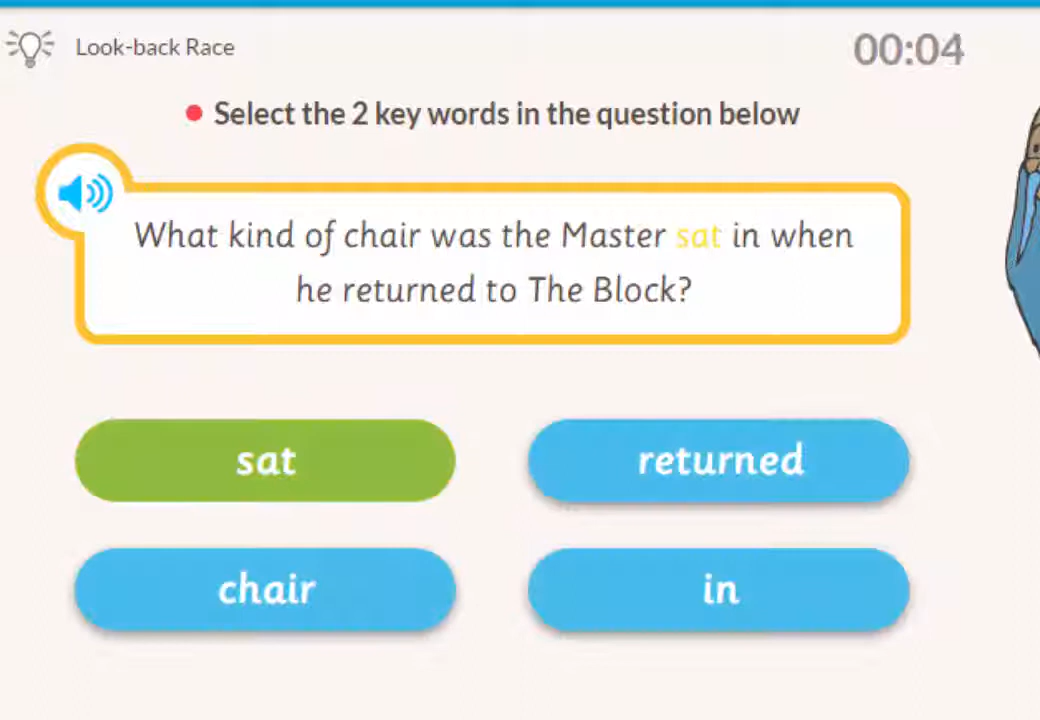 Look-back Race
00:04
Select the 2 key words in the question below
What kind of chair was the Master sat in when
he returned to The Block?
sat
returned
chair
in